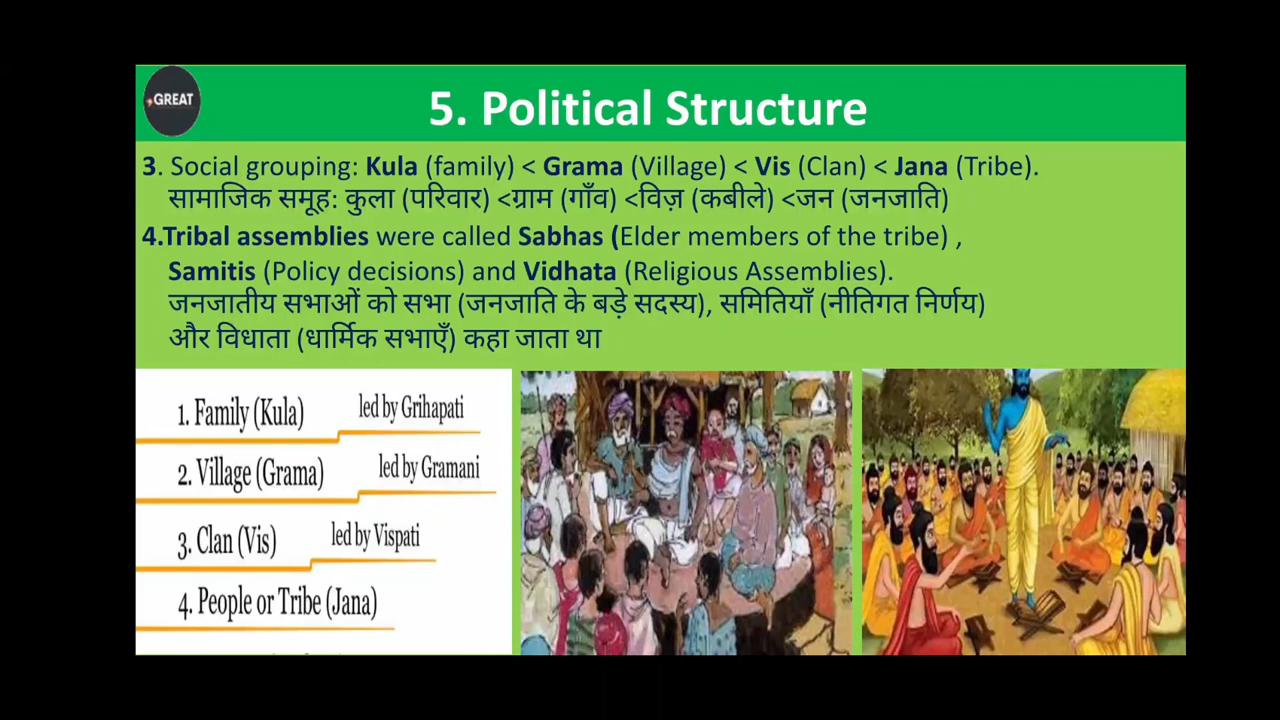 GREAT
5. Political Structure
3. Social grouping: Kula (family) < Grama (Village) < Vis (Clan) < Jana (Tribe).
सामाजिक समूह: कुला (परिवार) <ग्राम (गाँव) <विज़ (कबीले) <जन (जनजाति)
4.Tribal assemblies were called Sabhas (Elder members of the tribe) ,
Samitis (Policy decisions) and Vidhata (Religious Assemblies).
जनजातीय सभाओं को सभा (जनजाति के बड़े सदस्य), समितियाँ (नीतिगत निर्णय)
और विधाता (धार्मिक सभाएँ) कहा जाता था
1. Family (Kula) led by Grihapati
2. Village (Grama) led by Gramani
3. Clan (Vis) led by Vispati
4. People or Tribe (Jana)